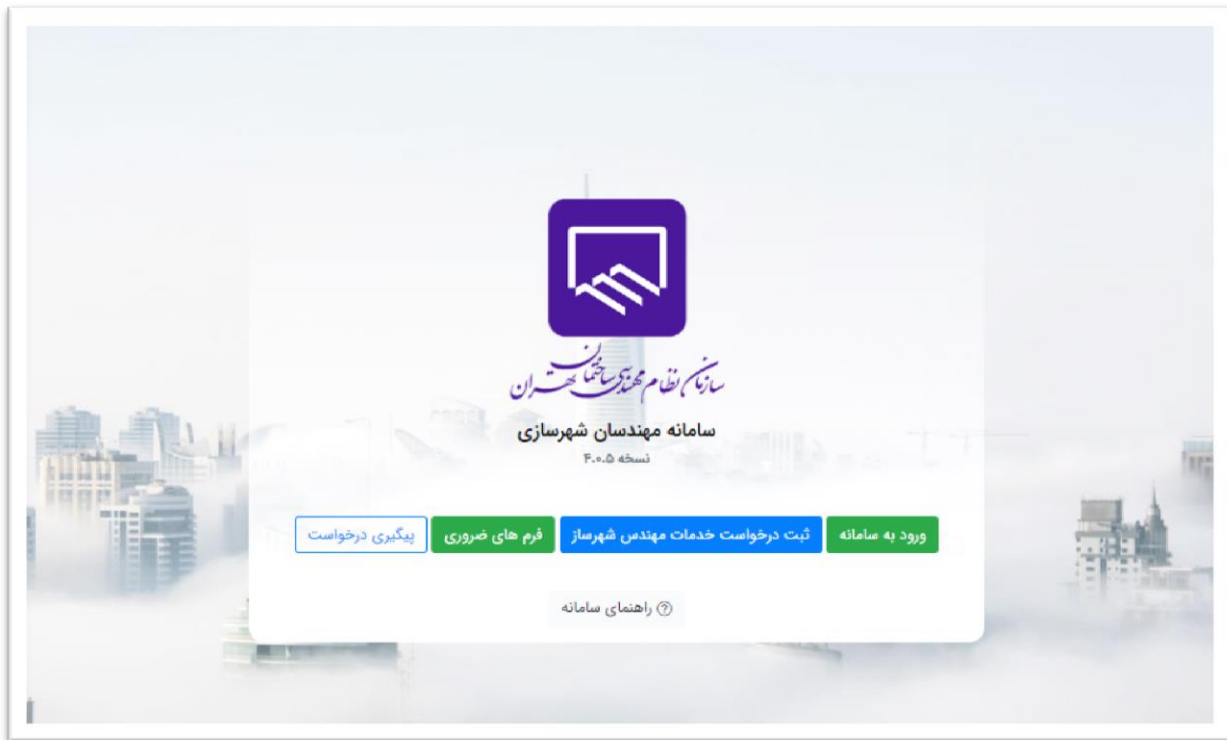 سازمان نظام مهندسی ساختمان تهران
سامانه مهندسان شهرسازی
نسخه ۴.۰.۵
ورود به سامانه
ثبت درخواست خدمات مهندس شهرساز
فرم های ضروری
پیگیری درخواست
راهنمای سامانه